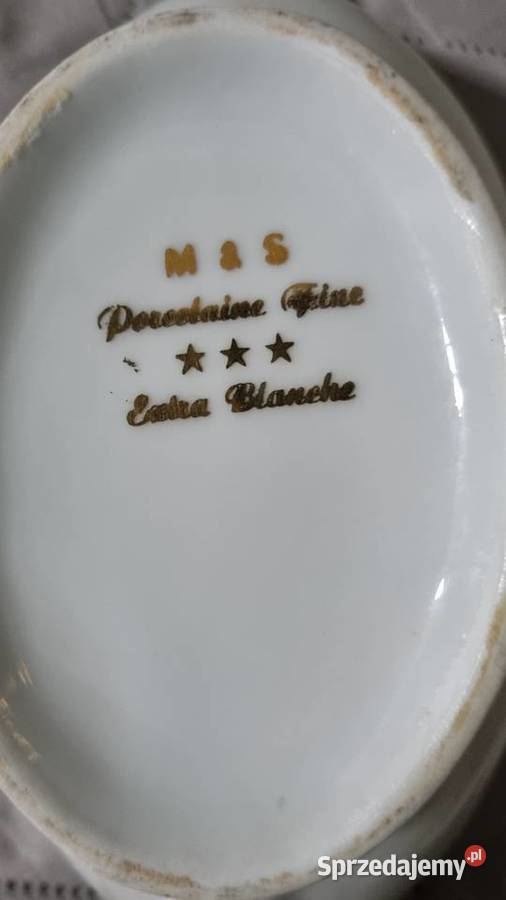 M & S
Porcelaine Fine
★ ★ ★
Extra Blanche
Sprzedajemy.pl